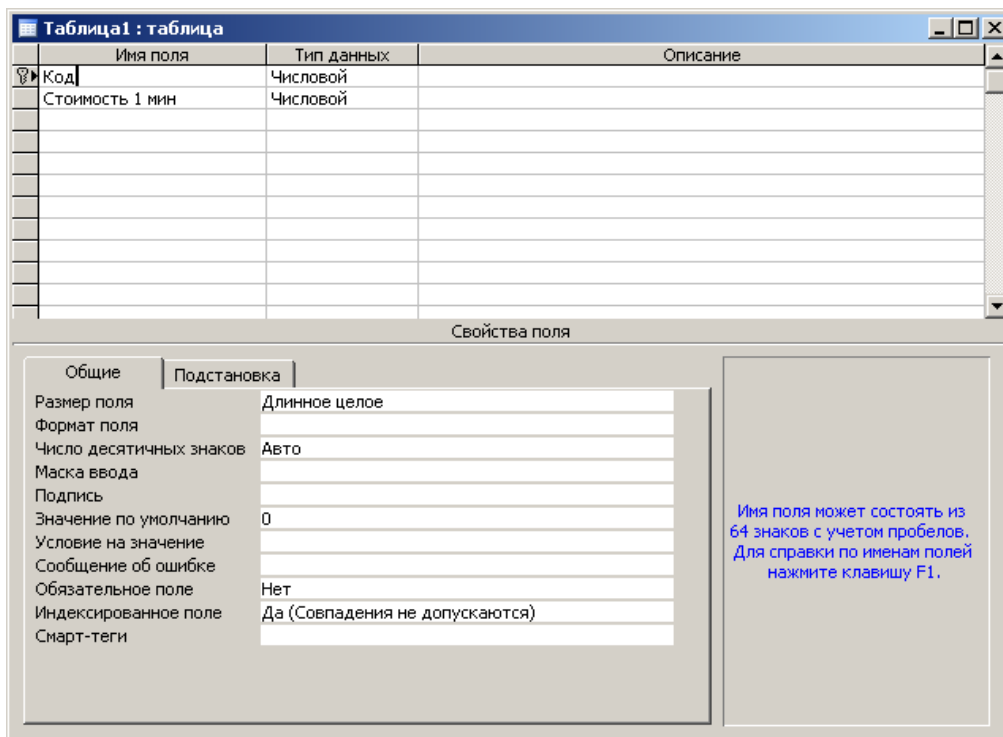 Таблица1 : таблица
Имя поля Тип данных Описание
Код Числовой
Стоимость 1 мин Числовой
Свойства поля
Общие Подстановка
Размер поля Длинное целое
Формат поля
Число десятичных знаков Авто
Маска ввода
Подпись
Значение по умолчанию 0
Условие на значение
Сообщение об ошибке
Обязательное поле Нет
Индексированное поле Да (Совпадения не допускаются)
Смарт-теги
Имя поля может состоять из
64 знаков с учетом пробелов.
Для справки по именам полей
нажмите клавишу F1.